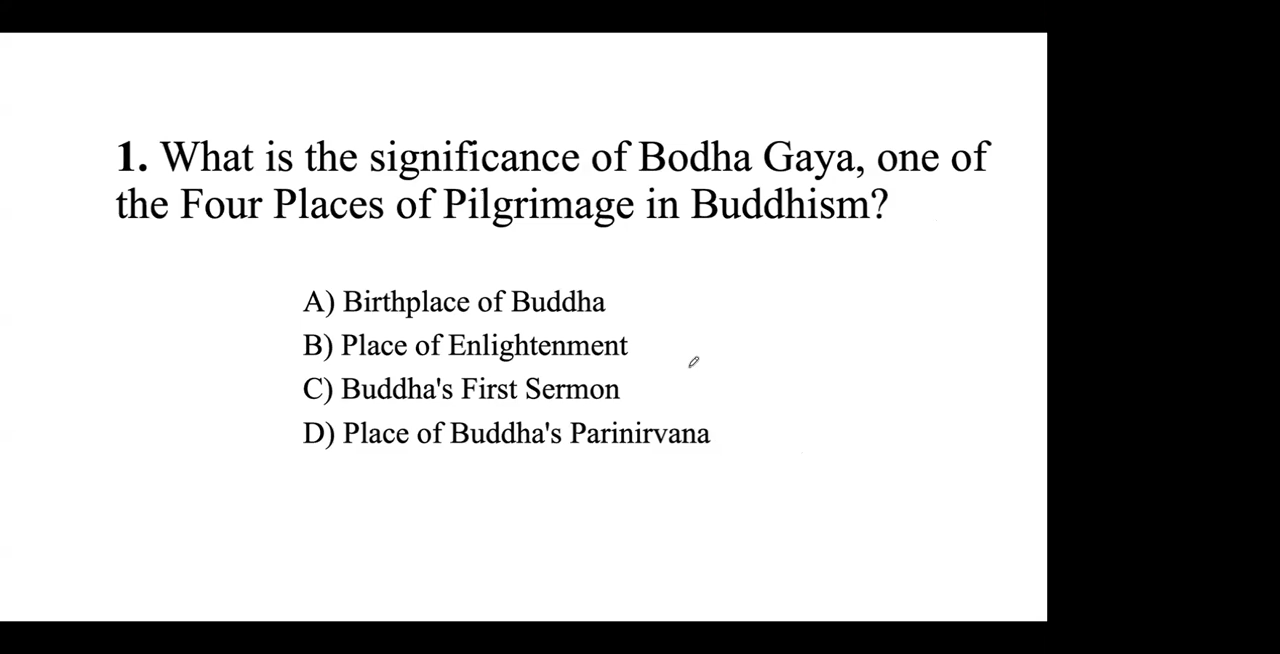 1. What is the significance of Bodha Gaya, one of
the Four Places of Pilgrimage in Buddhism?
A) Birthplace of Buddha
B) Place of Enlightenment
C) Buddha's First Sermon
D) Place of Buddha's Parinirvana